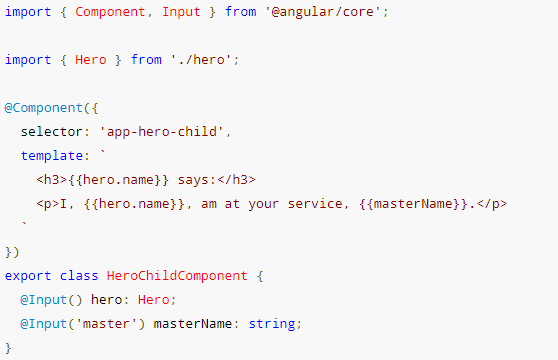 import { Component, Input } from '@angular/core';
import { Hero } from './hero';
@Component({
  selector: 'app-hero-child',
  template: `
    <h3>{{hero.name}} says:</h3>
    <p>I, {{hero.name}}, am at your service, {{masterName}}.</p>
  `
})
export class HeroChildComponent {
  @Input() hero: Hero;
  @Input('master') masterName: string;
}